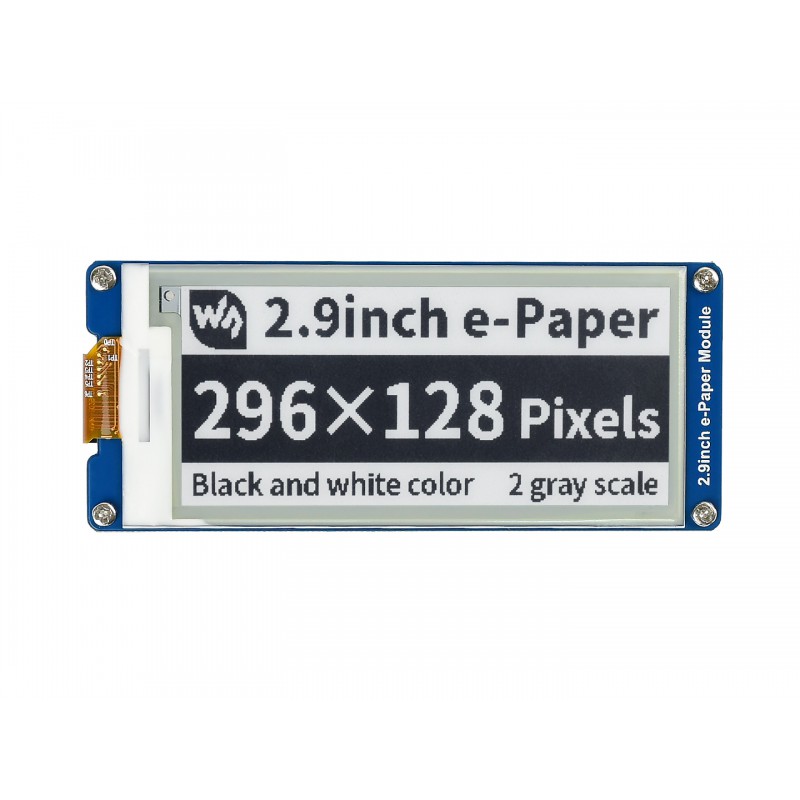 2.9inch e-Paper
296×128 Pixels
Black and white color 2 gray scale
2.9inch e-Paper Module